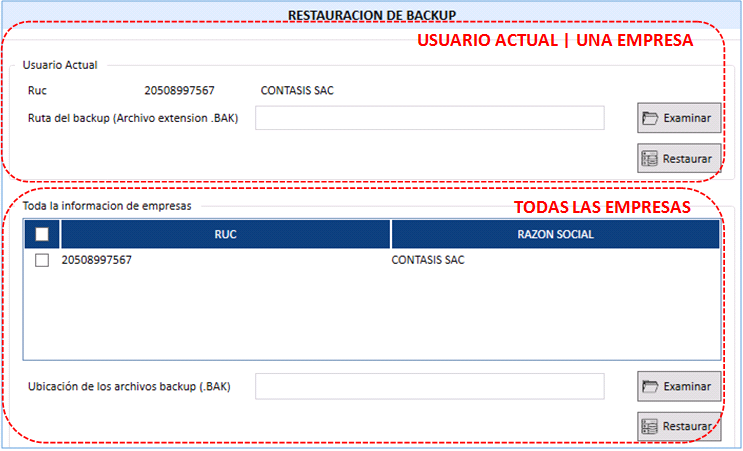 RESTAURACION DE BACKUP
USUARIO ACTUAL | UNA EMPRESA
Usuario Actual
Ruc 20508997567 CONTASIS SAC
Ruta del backup (Archivo extension .BAK) Examinar
Restaurar
Toda la informacion de empresas
TODAS LAS EMPRESAS
RUC RAZON SOCIAL
20508997567 CONTASIS SAC
Ubicación de los archivos backup (.BAK) Examinar
Restaurar